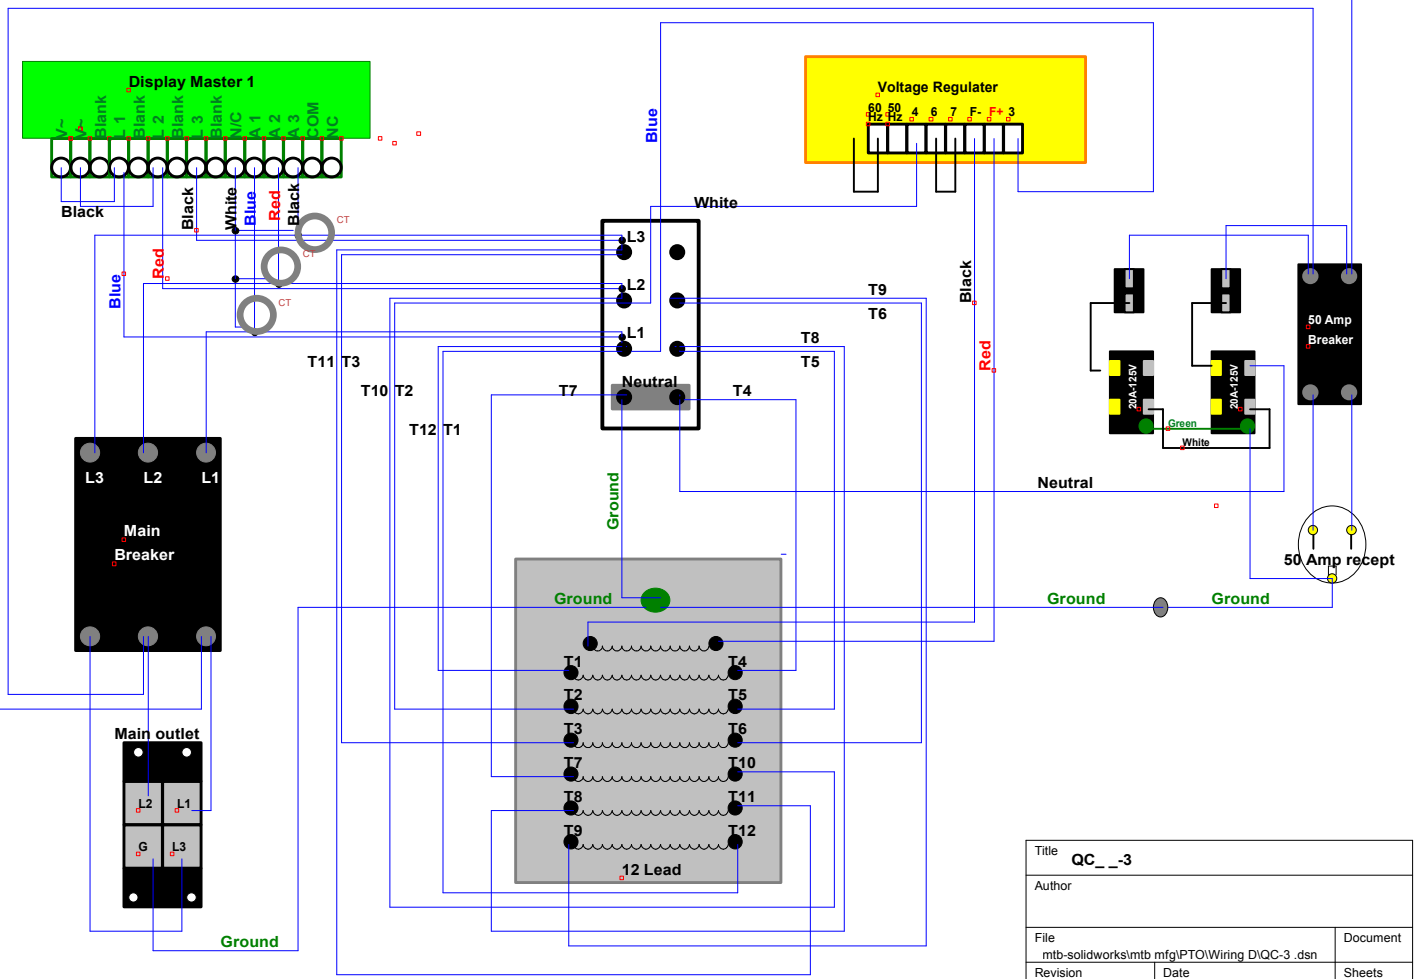 Display Master 1
V~
V~
Blank
L 1
Blank
L 2
Blank
L 3
Blank
N/C
A 1
A 2
A 3
COM
NC
Black
Blue
Red
Black
White
Blue
Red
Black
CT
CT
CT
Voltage Regulater
60 Hz
50 Hz
4
6
7
F-
F+
3
Blue
White
Black
Red
L3
L2
L1
Neutral
T9
T6
T8
T5
T7
T4
T11
T3
T10
T2
T12
T1
Ground
50 Amp
Breaker
20A-125V
20A-125V
Green
White
Neutral
50 Amp recept
L3
L2
L1
Main
Breaker
Ground
Ground
Ground
T1
T4
T2
T5
T3
T6
T7
T10
T8
T11
T9
T12
12 Lead
Main outlet
L2
L1
G
L3
Ground
Title
QC_ _-3
Author
File
Document
mtb-solidworks\mtb mfg\PTO\Wiring D\QC-3 .dsn
Revision
Date
Sheets